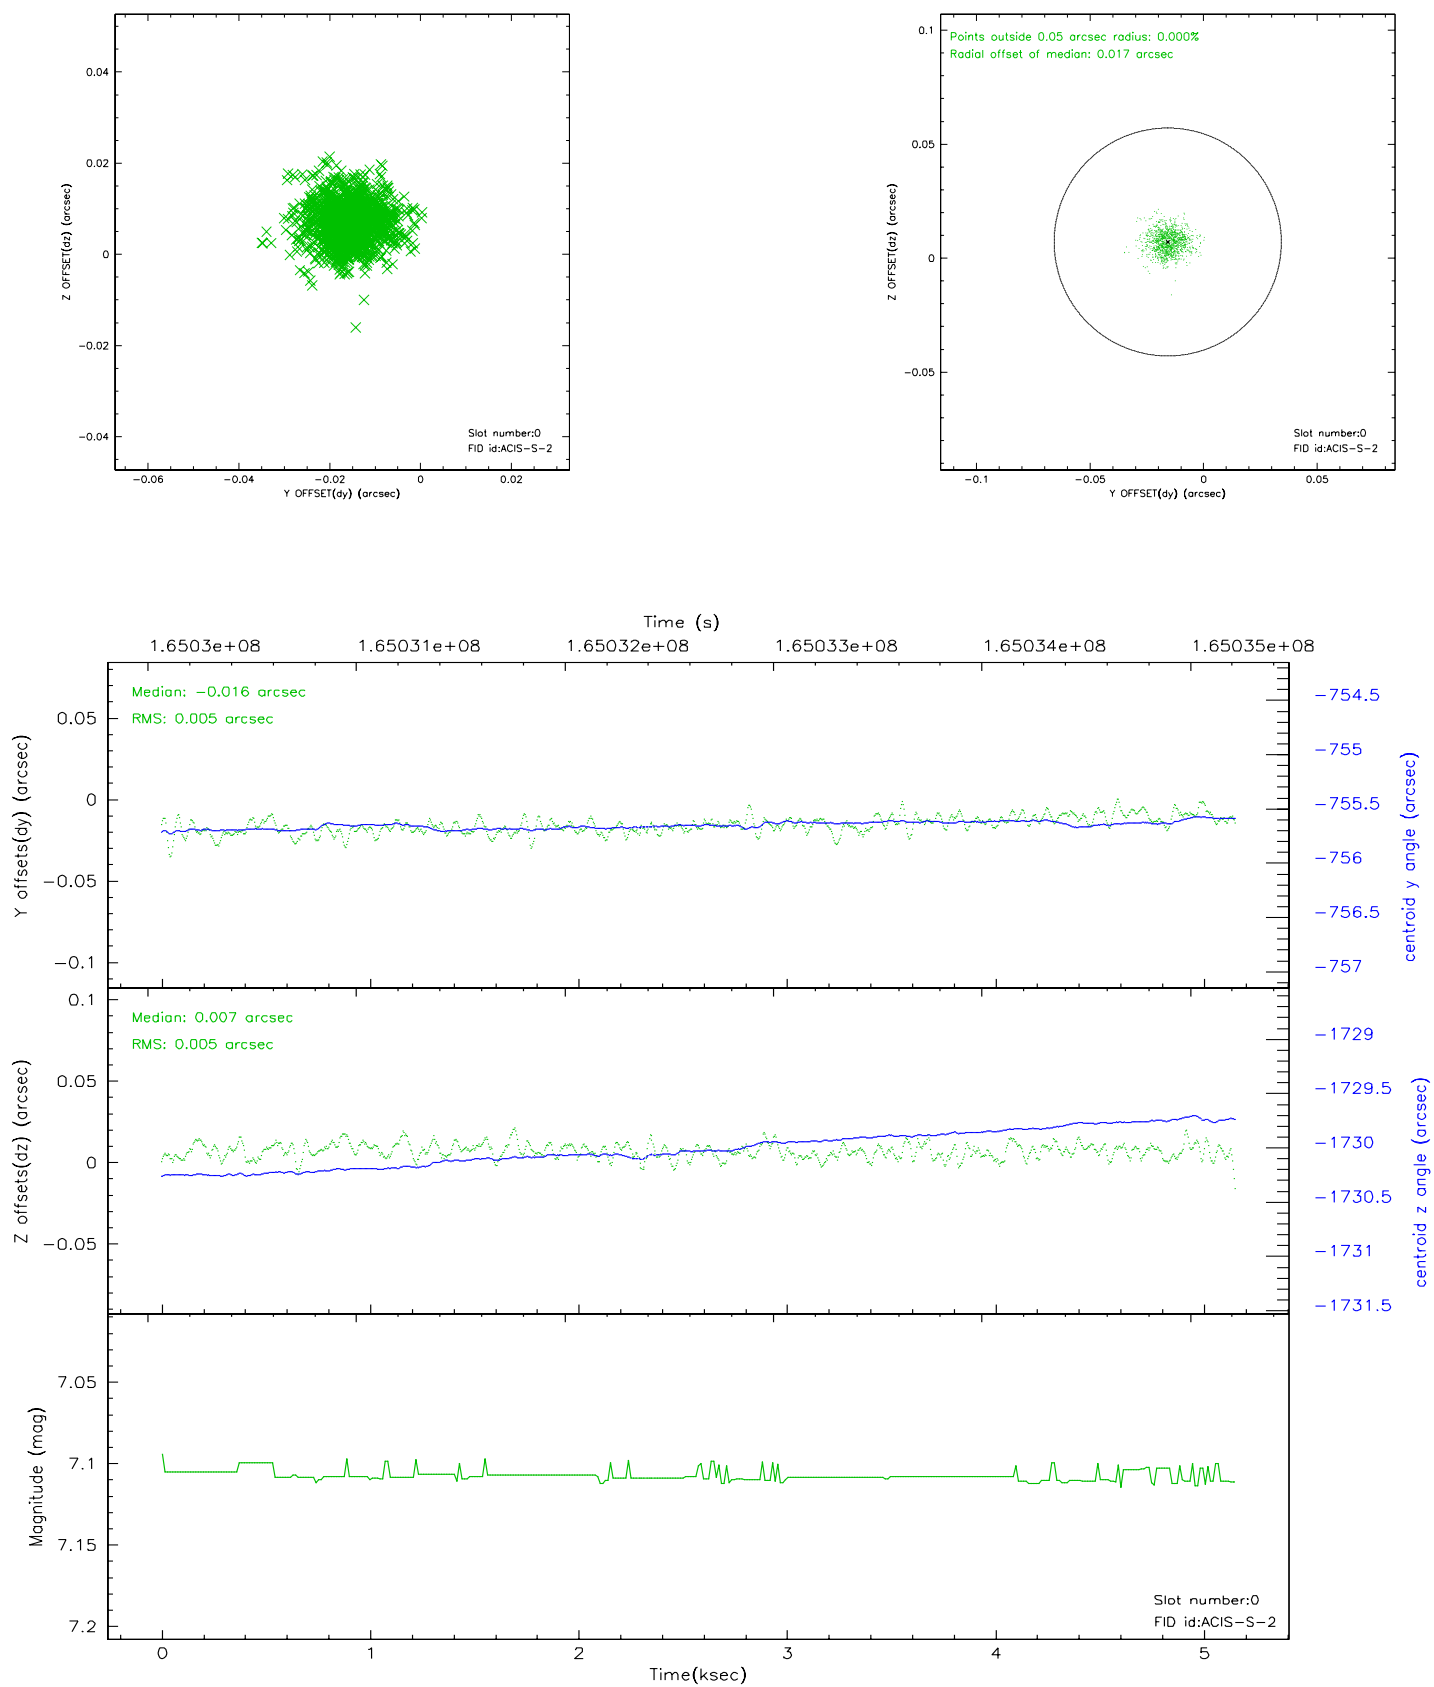 0.04
0.02
0
-0.02
-0.04
Z OFFSET(dz) (arcsec)
Slot number:0
FID id:ACIS-S-2
-0.06
-0.04
-0.02
0
0.02
Y OFFSET(dy) (arcsec)
Points outside 0.05 arcsec radius: 0.000%
Radial offset of median: 0.017 arcsec
0.1
0.05
0
-0.05
Z OFFSET(dz) (arcsec)
Slot number:0
FID id:ACIS-S-2
-0.1
-0.05
0
0.05
Y OFFSET(dy) (arcsec)
Time (s)
1.6503e+08
1.65031e+08
1.65032e+08
1.65033e+08
1.65034e+08
1.65035e+08
Median: -0.016 arcsec
RMS: 0.005 arcsec
0.05
0
-0.05
-0.1
Y offsets(dy) (arcsec)
-754.5
-755
-755.5
-756
-756.5
-757
centroid y angle (arcsec)
Median: 0.007 arcsec
RMS: 0.005 arcsec
0.1
0.05
0
-0.05
Z offsets(dz) (arcsec)
-1729
-1729.5
-1730
-1730.5
-1731
-1731.5
centroid z angle (arcsec)
7.05
7.1
7.15
7.2
Magnitude (mag)
Slot number:0
FID id:ACIS-S-2
0
1
2
3
4
5
Time(ksec)